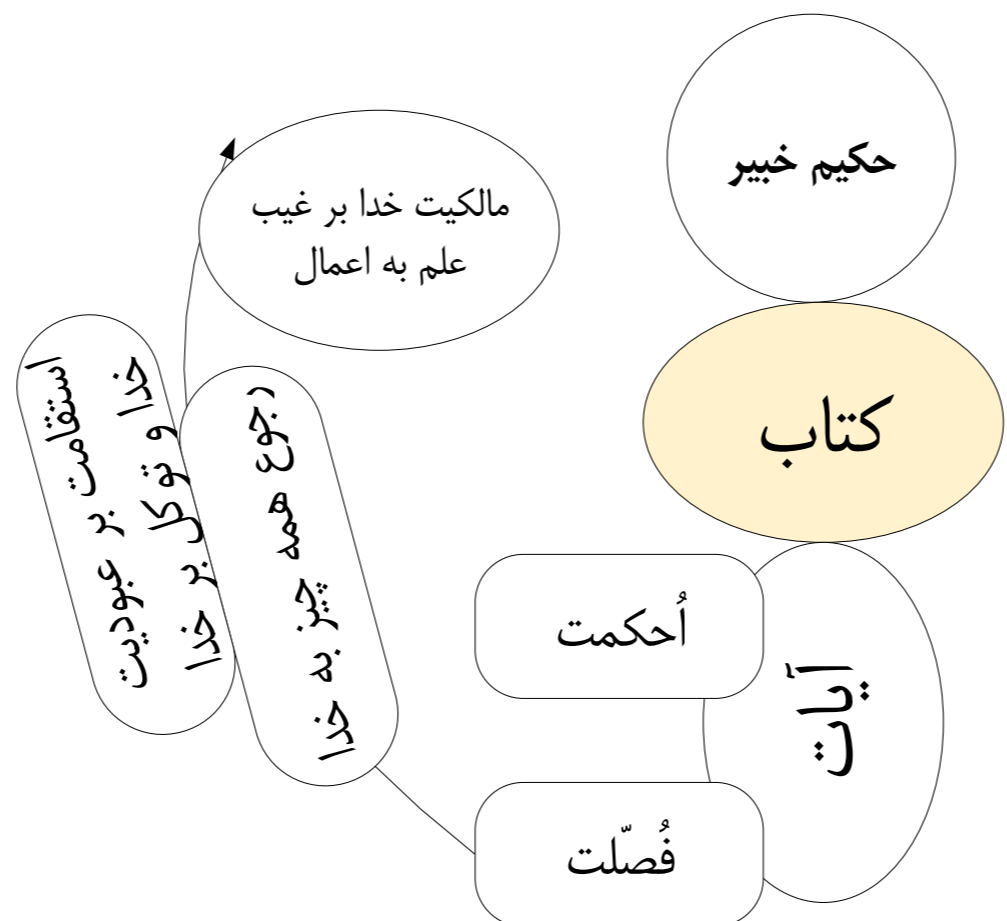 حکیم خبیر
کتاب
آیات
اُحکمت
فُصّلت
مالکیت خدا بر غیب
علم به اعمال
رجوع همه چیز به خدا
استقامت بر عبودیت
خدا و توکل بر خدا